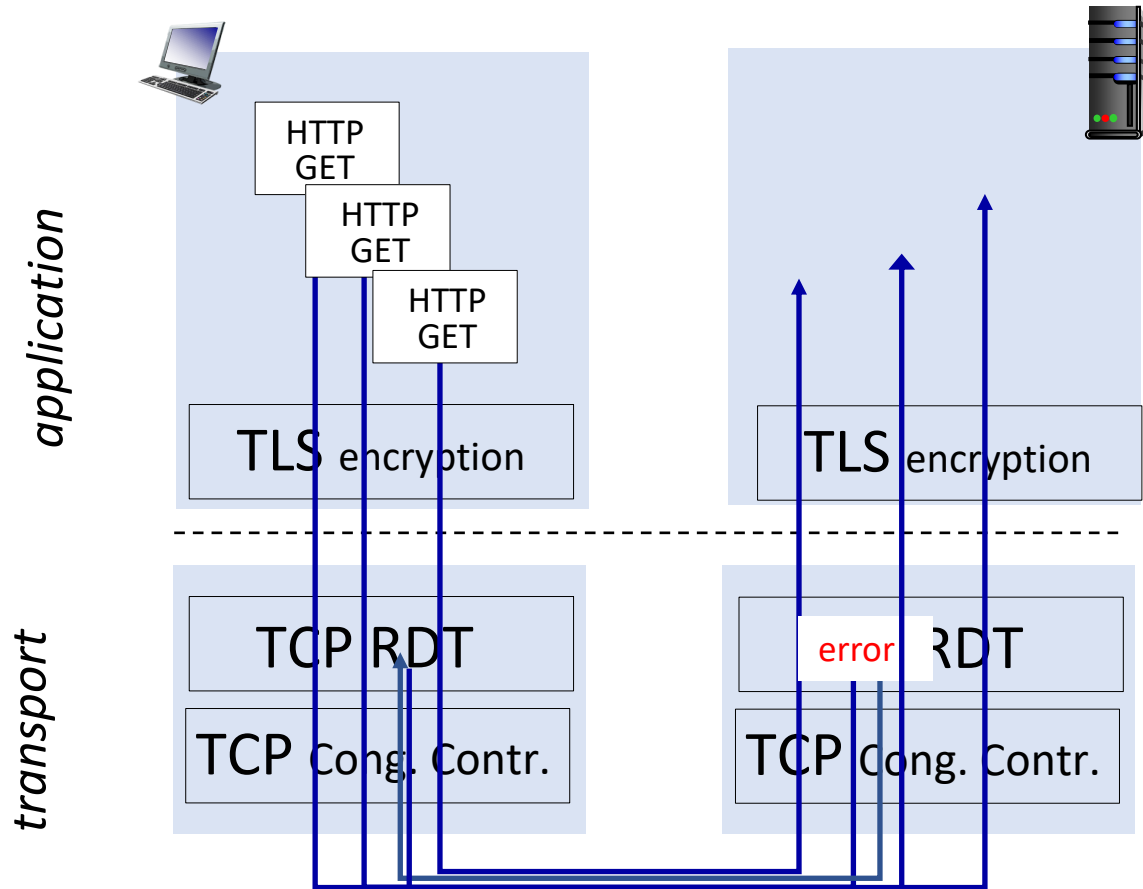 application
HTTP
GET
HTTP
GET
HTTP
GET
TLS encryption
TLS encryption
transport
TCP RDT
error RDT
TCP Cong. Contr.
TCP Cong. Contr.